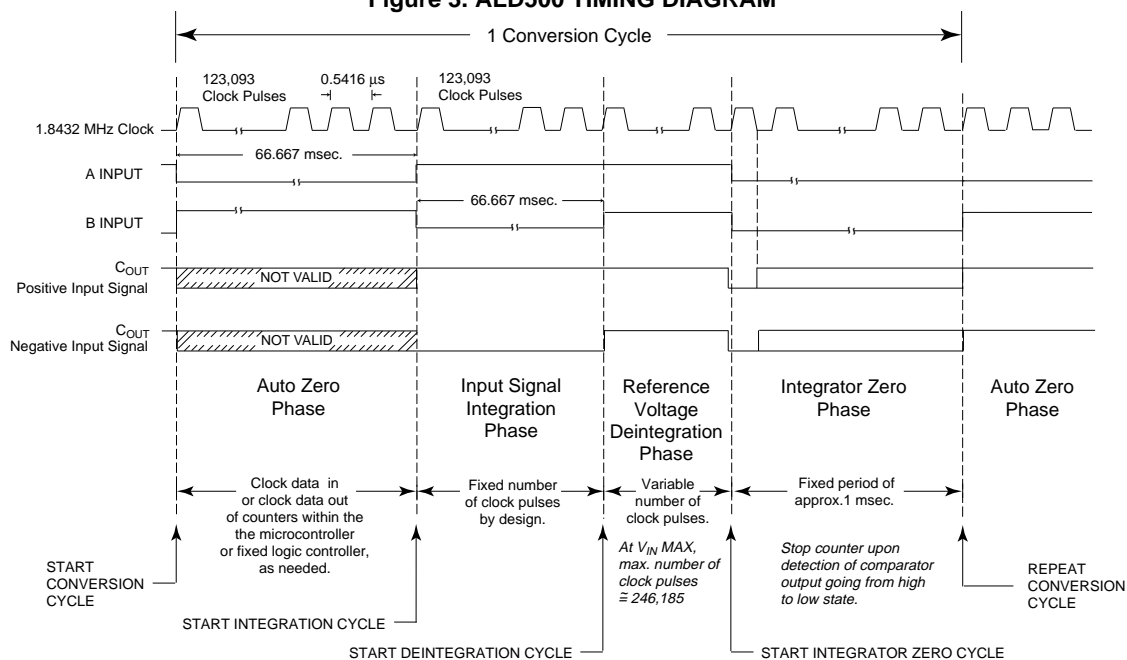 Figure 3. ALD500 TIMING DIAGRAM
1 Conversion Cycle
123,093
Clock Pulses
0.5416 µs
123,093
Clock Pulses
1.8432 MHz Clock
66.667 msec.
A INPUT
66.667 msec.
B INPUT
COUT
Positive Input Signal
NOT VALID
COUT
Negative Input Signal
NOT VALID
Auto Zero
Phase
Input Signal
Integration
Phase
Reference
Voltage
Deintegration
Phase
Integrator Zero
Phase
Auto Zero
Phase
Clock data in
or clock data out
of counters within the
the microcontroller
or fixed logic controller,
as needed.
Fixed number
of clock pulses
by design.
Variable
number of
clock pulses.
At VIN MAX,
max. number of
clock pulses
≅ 246,185
Fixed period of
approx.1 msec.
Stop counter upon
detection of comparator
output going from high
to low state.
START
CONVERSION
CYCLE
REPEAT
CONVERSION
CYCLE
START INTEGRATION CYCLE
START DEINTEGRATION CYCLE
START INTEGRATOR ZERO CYCLE